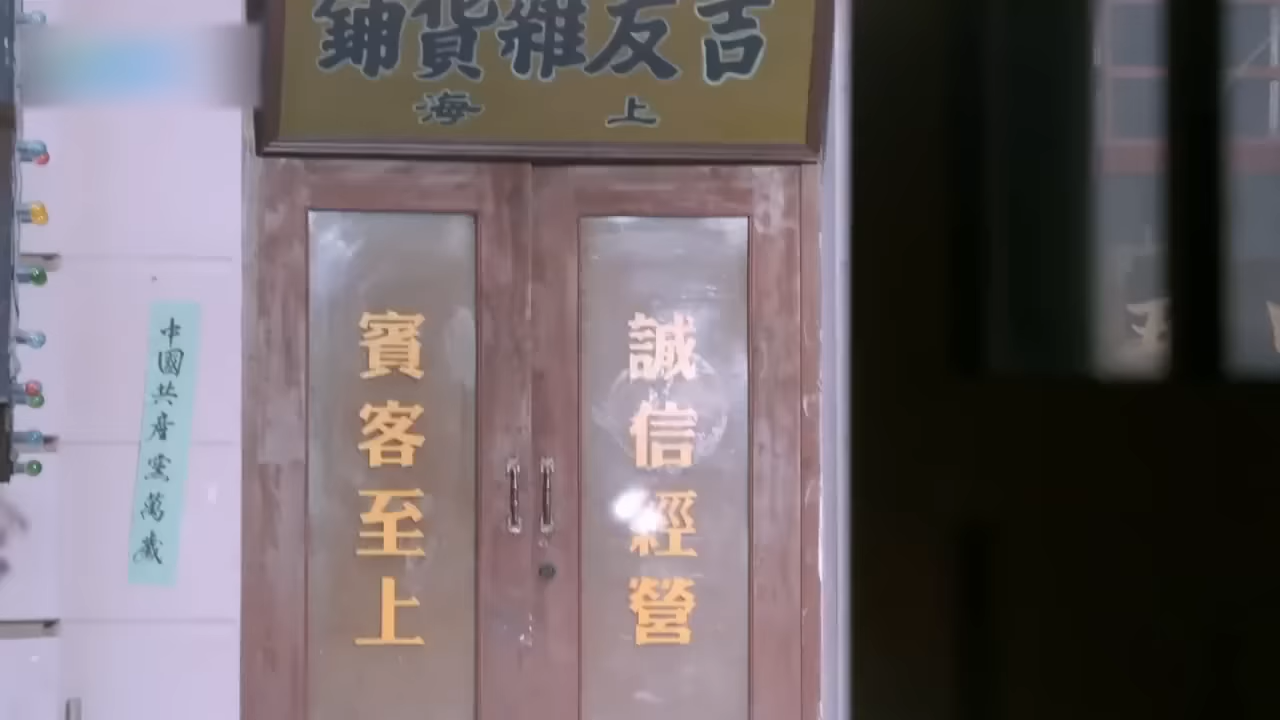 吉友雜貨鋪
上海
誠信經營
賓客至上
中國共產黨萬歲